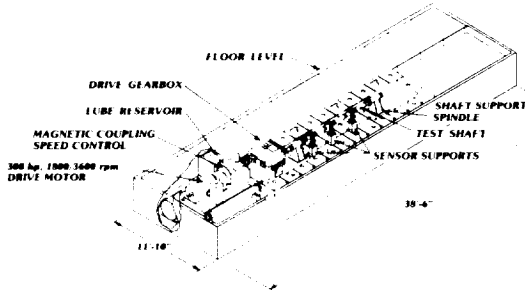 FLOOR LEVEL
DRIVE GEARBOX
LUBE RESERVOIR
MAGNETIC COUPLING
SPEED CONTROL
300 hp, 1800/3600 rpm
DRIVE MOTOR
SHAFT SUPPORT
SPINDLE
TEST SHAFT
SENSOR SUPPORTS
38'-6"
11'-10"